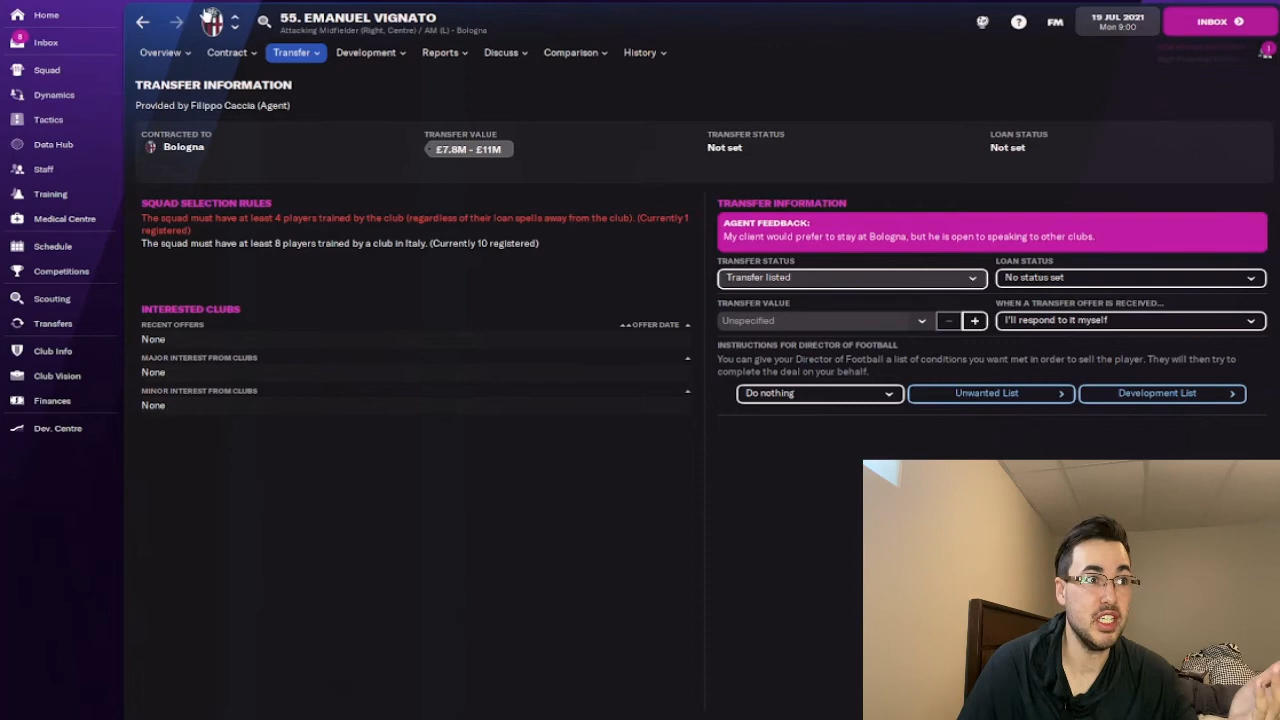 Home
8
Inbox
Squad
Dynamics
Tactics
Data Hub
Staff
Training
Medical Centre
Schedule
Competitions
Scouting
Transfers
Club Info
Club Vision
Finances
Dev. Centre
55. EMANUEL VIGNATO
Attacking Midfielder (Right, Centre) / AM (L) - Bologna
?
FM
19 JUL 2021
Mon 9:00
INBOX
1
Overview
Contract
Transfer
Development
Reports
Discuss
Comparison
History
TRANSFER INFORMATION
Provided by Filippo Caccia (Agent)
CONTRACTED TO
Bologna
TRANSFER VALUE
£7.8M - £11M
TRANSFER STATUS
Not set
LOAN STATUS
Not set
SQUAD SELECTION RULES
The squad must have at least 4 players trained by the club (regardless of their loan spells away from the club). (Currently 1
registered)
The squad must have at least 8 players trained by a club in Italy. (Currently 10 registered)
INTERESTED CLUBS
RECENT OFFERS OFFER DATE
None
MAJOR INTEREST FROM CLUBS
None
MINOR INTEREST FROM CLUBS
None
TRANSFER INFORMATION
AGENT FEEDBACK:
My client would prefer to stay at Bologna, but he is open to speaking to other clubs.
TRANSFER STATUS
Transfer listed
LOAN STATUS
No status set
TRANSFER VALUE
Unspecified
- +
WHEN A TRANSFER OFFER IS RECEIVED...
I'll respond to it myself
INSTRUCTIONS FOR DIRECTOR OF FOOTBALL
You can give your Director of Football a list of conditions you want met in order to sell the player. They will then try to
complete the deal on your behalf.
Do nothing
Unwanted List
Development List